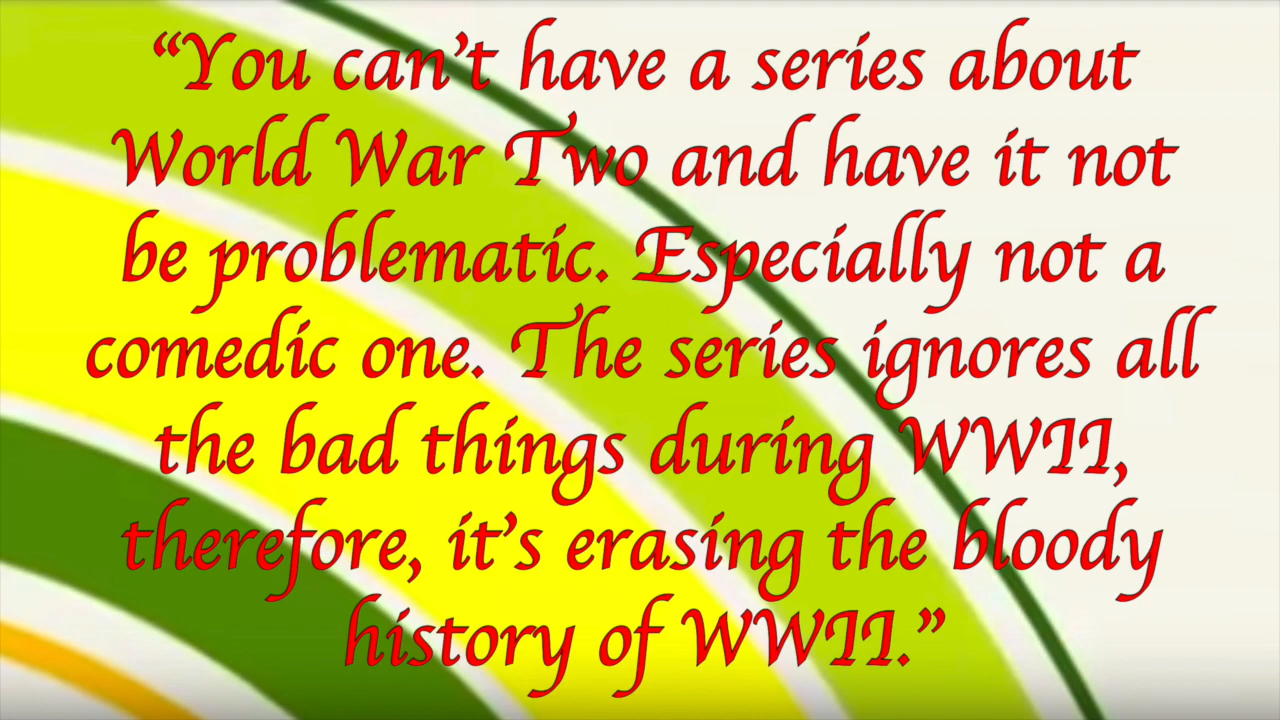 “You can’t have a series about
World War Two and have it not
be problematic. Especially not a
comedic one. The series ignores all
the bad things during WWII,
therefore, it’s erasing the bloody
history of WWII.”